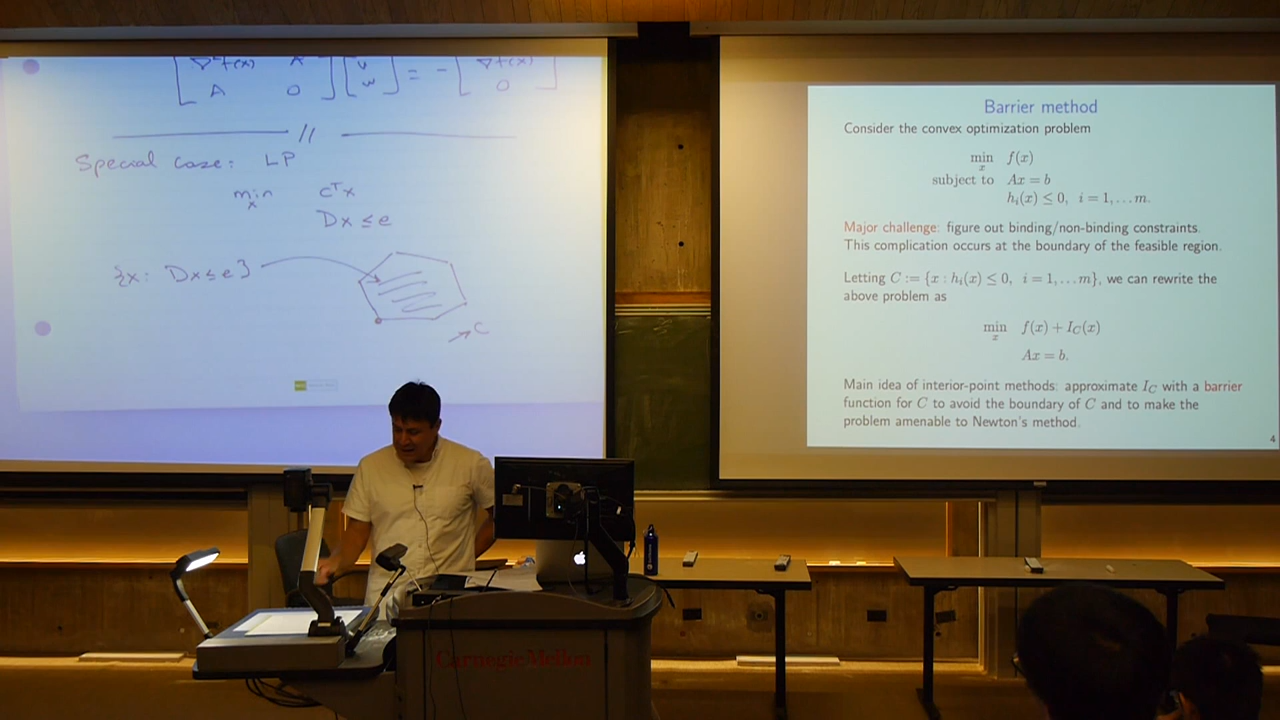 [ ∇²f(x) Aᵀ ] [ v ] = - [ ∇f(x) ]
[ A 0 ] [ w ] [ 0 ]
//
Special case: LP
min cᵀx
x
Dx ≤ e
{x: Dx ≤ e}
C
Barrier method
Consider the convex optimization problem
min f(x)
x
subject to Ax = b
hᵢ(x) ≤ 0, i = 1, . . . m.
Major challenge: figure out binding/non-binding constraints.
This complication occurs at the boundary of the feasible region.
Letting C := {x : hᵢ(x) ≤ 0, i = 1, . . . m}, we can rewrite the
above problem as
min f(x) + I_C(x)
x
Ax = b.
Main idea of interior-point methods: approximate I_C with a barrier
function for C to avoid the boundary of C and to make the
problem amenable to Newton's method.
4
Carnegie Mellon